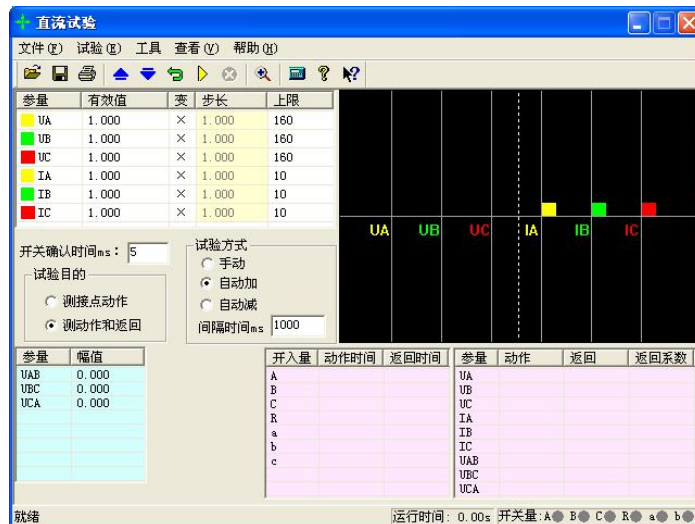 直流试验
文件(F) 试验(E) 工具 查看(V) 帮助(H)
参量 有效值 变 步长 上限
UA 1.000 × 1.000 160
UB 1.000 × 1.000 160
UC 1.000 × 1.000 160
IA 1.000 × 1.000 10
IB 1.000 × 1.000 10
IC 1.000 × 1.000 10
UA UB UC IA IB IC
开关确认时间ms: 5
试验目的
测接点动作
测动作和返回
试验方式
手动
自动加
自动减
间隔时间ms 1000
参量 幅值
UAB 0.000
UBC 0.000
UCA 0.000
开入量 动作时间 返回时间
A
B
C
R
a
b
c
参量 动作 返回 返回系数
UA
UB
UC
IA
IB
IC
UAB
UBC
UCA
就绪
运行时间: 0.00s 开关量:A B C R a b